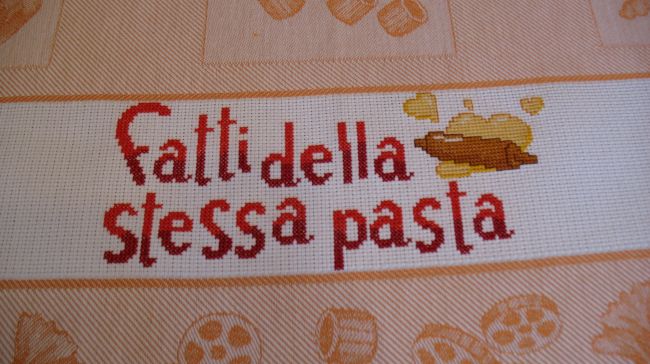 Fatti della
stessa pasta